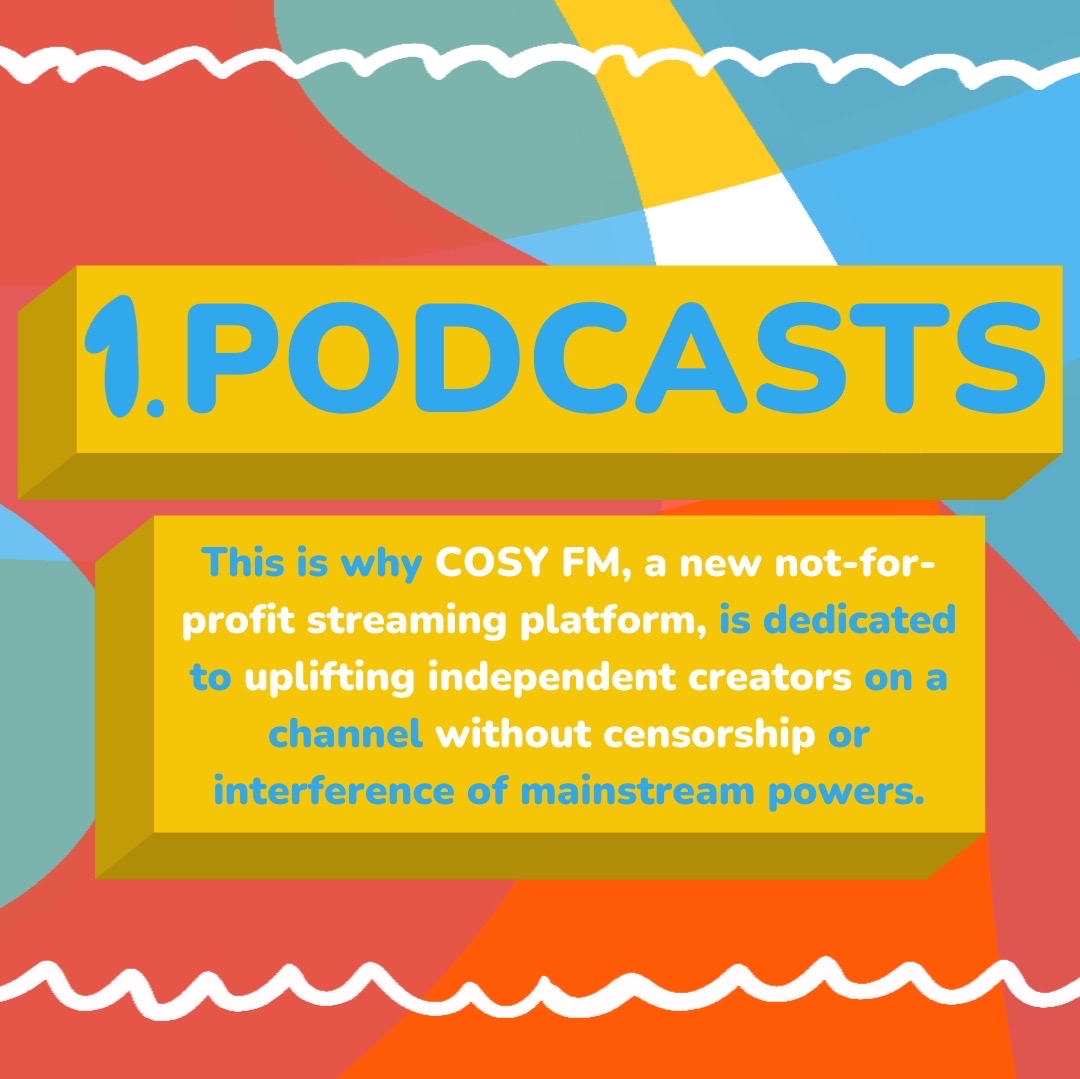 1.PODCASTS
This is why COSY FM, a new not-for-
profit streaming platform, is dedicated
to uplifting independent creators on a
channel without censorship or
interference of mainstream powers.